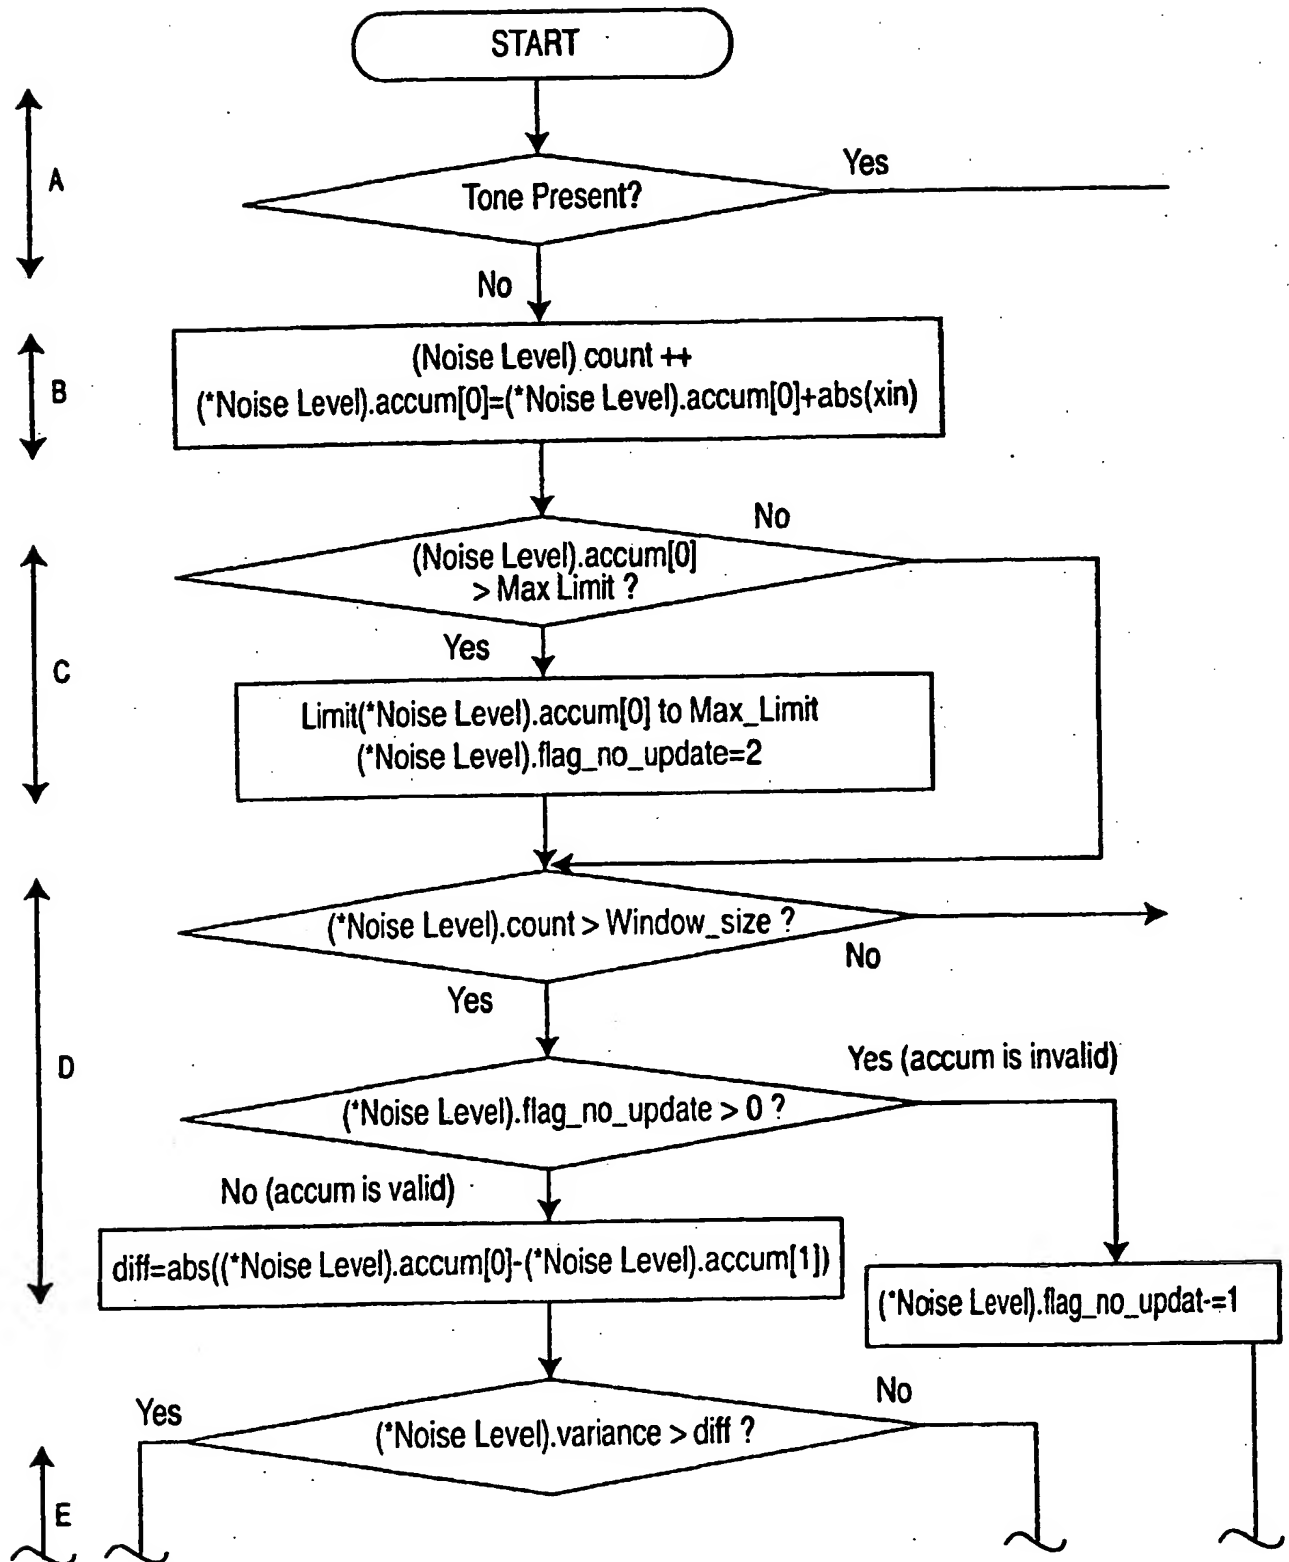 START
A
Tone Present?
Yes
No
B
(Noise Level) count ++
(*Noise Level).accum[0]=(*Noise Level).accum[0]+abs(xin)
No
(Noise Level).accum[0]
> Max Limit ?
Yes
C
Limit(*Noise Level).accum[0] to Max_Limit
(*Noise Level).flag_no_update=2
(*Noise Level).count > Window_size ?
No
Yes
D
Yes (accum is invalid)
(*Noise Level).flag_no_update > 0 ?
No (accum is valid)
diff=abs((*Noise Level).accum[0]-(*Noise Level).accum[1])
(*Noise Level).flag_no_updat-=1
Yes
No
(*Noise Level).variance > diff ?
E